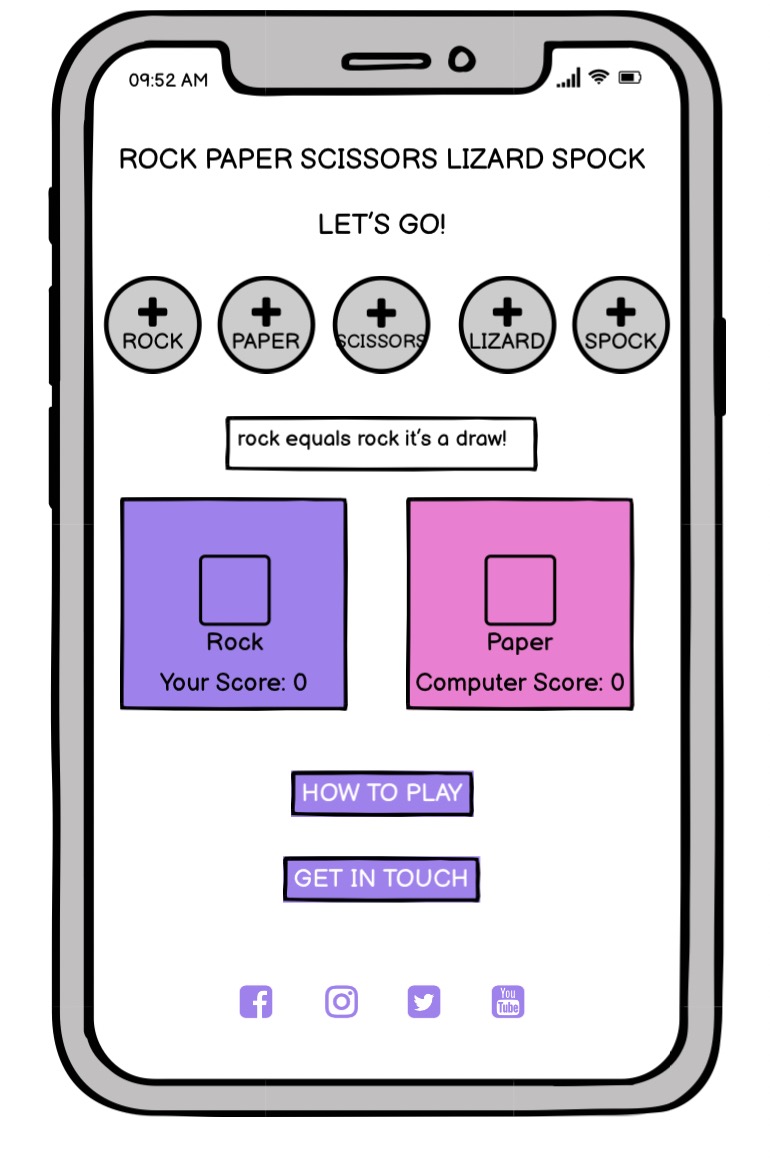 09:52 AM
ROCK PAPER SCISSORS LIZARD SPOCK
LET'S GO!
ROCK PAPER SCISSORS LIZARD SPOCK
rock equals rock it's a draw!
Rock Paper
Your Score: 0 Computer Score: 0
HOW TO PLAY
GET IN TOUCH
You
Tube